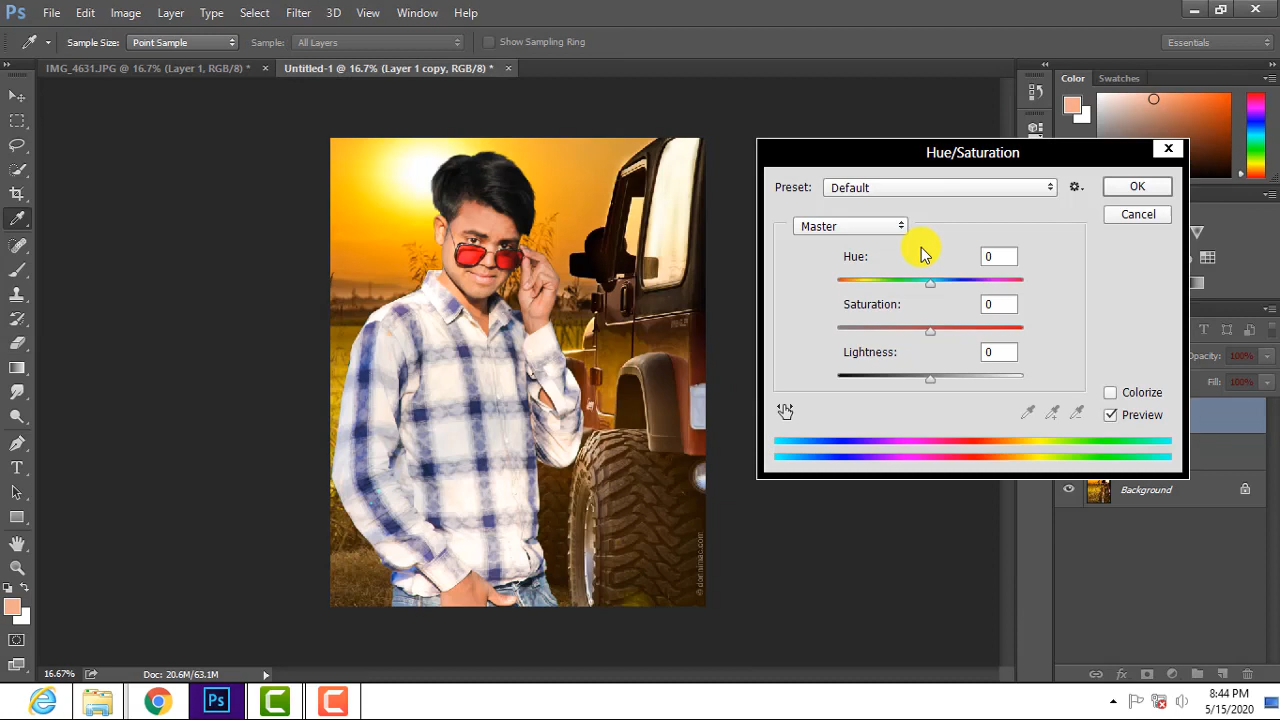 Ps File Edit Image Layer Type Select Filter 3D View Window Help
Sample Size: Point Sample Sample: All Layers Show Sampling Ring Essentials
IMG_4631.JPG @ 16.7% (Layer 1, RGB/8) * × Untitled-1 @ 16.7% (Layer 1 copy, RGB/8) * ×
Color Swatches
Hue/Saturation
Preset: Default OK
Cancel
Master
Hue: 0
Saturation: 0
Lightness: 0
Opacity: 100%
Fill: 100%
Colorize
Preview
Background
16.67% Doc: 20.6M/63.1M
Ps
8:44 PM
5/15/2020